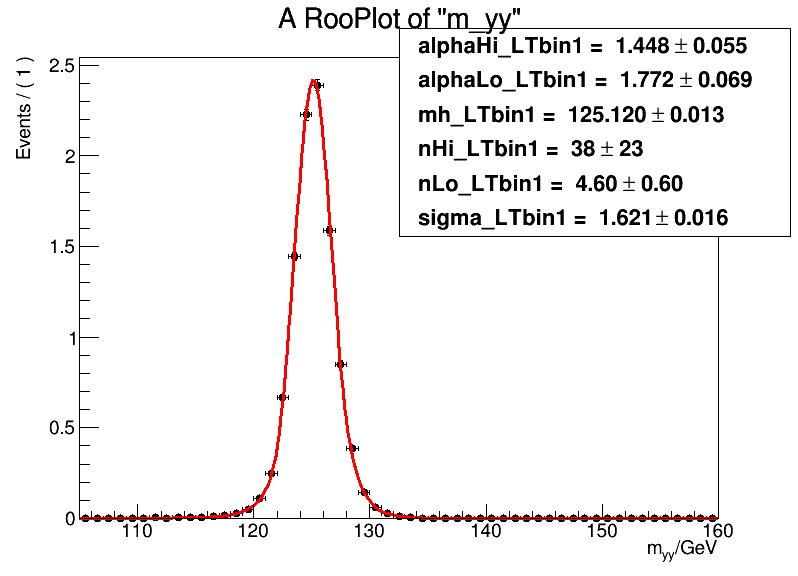 A RooPlot of "m_yy"
alphaHi_LTbin1 = 1.448 ± 0.055
alphaLo_LTbin1 = 1.772 ± 0.069
mh_LTbin1 = 125.120 ± 0.013
nHi_LTbin1 = 38 ± 23
nLo_LTbin1 = 4.60 ± 0.60
sigma_LTbin1 = 1.621 ± 0.016
Events / ( 1 )
2.5
2
1.5
1
0.5
0
110 120 130 140 150 160
m_yy/GeV